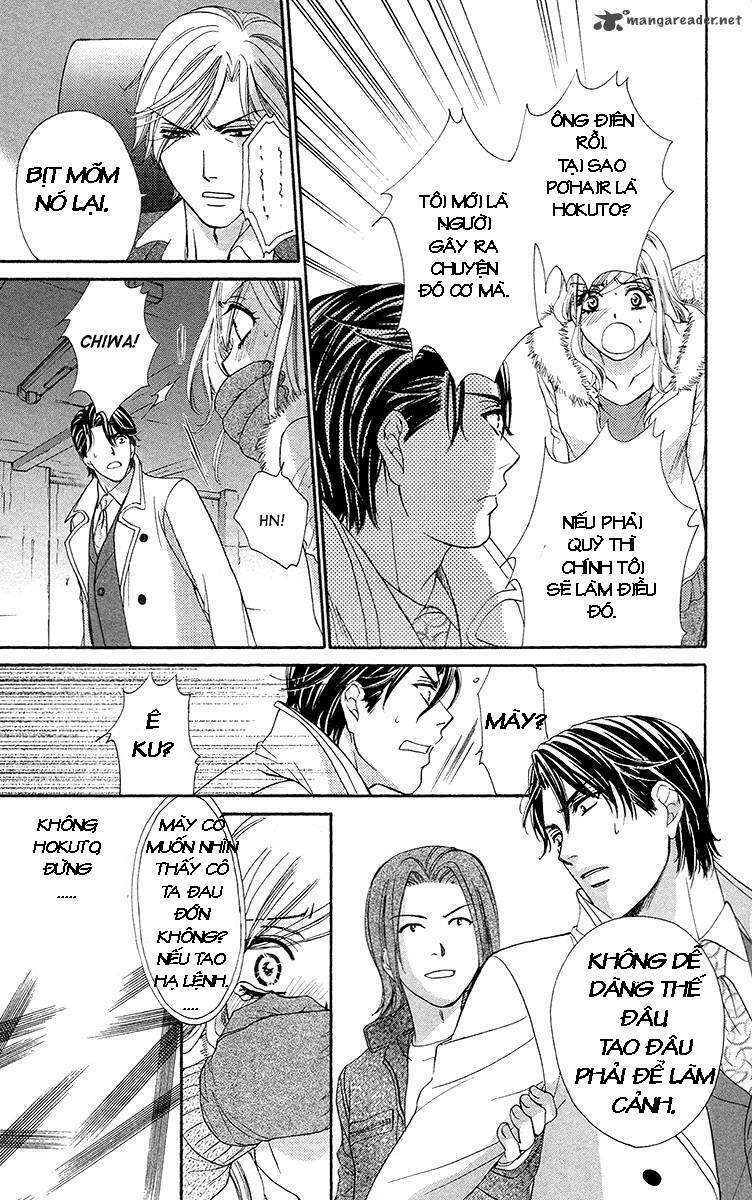 mangareader.net
ÔNG ĐIÊN
RỒI.
TẠI SAO
PƠHAIR LÀ
HOKUTO?
TÔI MỚI LÀ
NGƯỜI
GÂY RA
CHUYỆN
ĐÓ CƠ MÀ.
BỊT MỒM
NÓ LẠI.
NẾU PHẢI
QUỲ THÌ
CHÍNH TÔI
SẼ LÀM ĐIỀU
ĐÓ.
CHIWA!
HN!
MÀY?
Ê
KU?
KHÔNG DỄ
DÀNG THẾ
ĐÂU
TAO ĐÂU
PHẢI ĐỂ LÀM
CẢNH.
MÀY CÓ
MUỐN NHÌN
THẤY CÔ
TA ĐAU
ĐỚN
KHÔNG?
NẾU TAO
HẠ LỆNH.
.....
KHÔNG,
HOKUTO,
ĐỪNG
.....